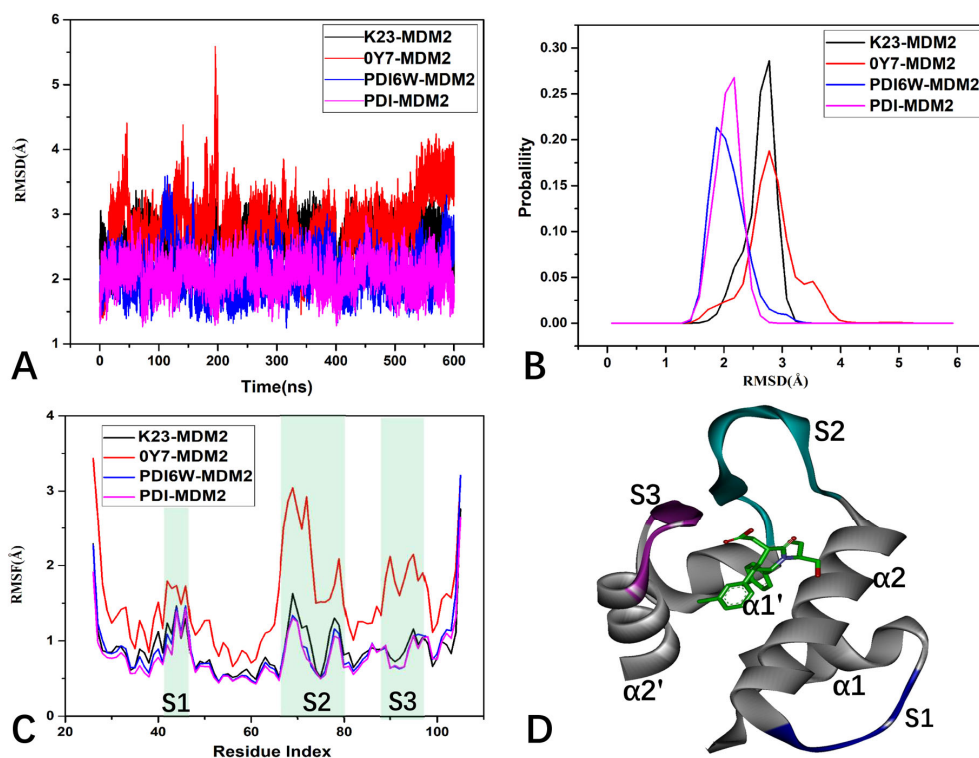 6
5
4
3
2
1
RMSD(Å)
K23-MDM2
0Y7-MDM2
PDI6W-MDM2
PDI-MDM2
0 100 200 300 400 500 600
Time(ns)
A
0.30
0.25
0.20
0.15
0.10
0.05
0.00
Probalility
K23-MDM2
0Y7-MDM2
PDI6W-MDM2
PDI-MDM2
0 1 2 3 4 5 6
RMSD(Å)
B
4
3
2
1
0
RMSF(Å)
K23-MDM2
0Y7-MDM2
PDI6W-MDM2
PDI-MDM2
S1 S2 S3
20 40 60 80 100
Residue Index
C
S2
S3
α2
α1'
α1
α2'
S1
D